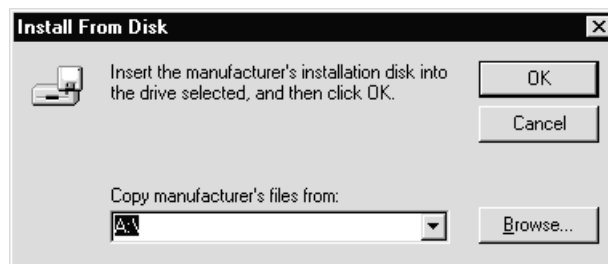 Install From Disk
Insert the manufacturer's installation disk into
the drive selected, and then click OK.
OK
Cancel
Copy manufacturer's files from:
A:\
Browse...